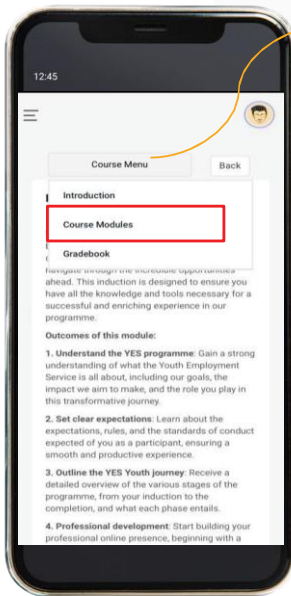 12:45
Course Menu
Back
Introduction
Course Modules
Gradebook
navigate through the incredible opportunities
ahead. This induction is designed to ensure you
have all the knowledge and tools necessary for a
successful and enriching experience in our
programme.
Outcomes of this module:
1. Understand the YES programme: Gain a strong
understanding of what the Youth Employment
Service is all about, including our goals, the
impact we aim to make, and the role you play in
this transformative journey.
2. Set clear expectations: Learn about the
expectations, rules, and the standards of conduct
expected of you as a participant, ensuring a
smooth and productive experience.
3. Outline the YES Youth journey: Receive a
detailed overview of the various stages of the
programme, from your induction to the
completion, and what each phase entails.
4. Professional development: Start building your
professional online presence, beginning with a